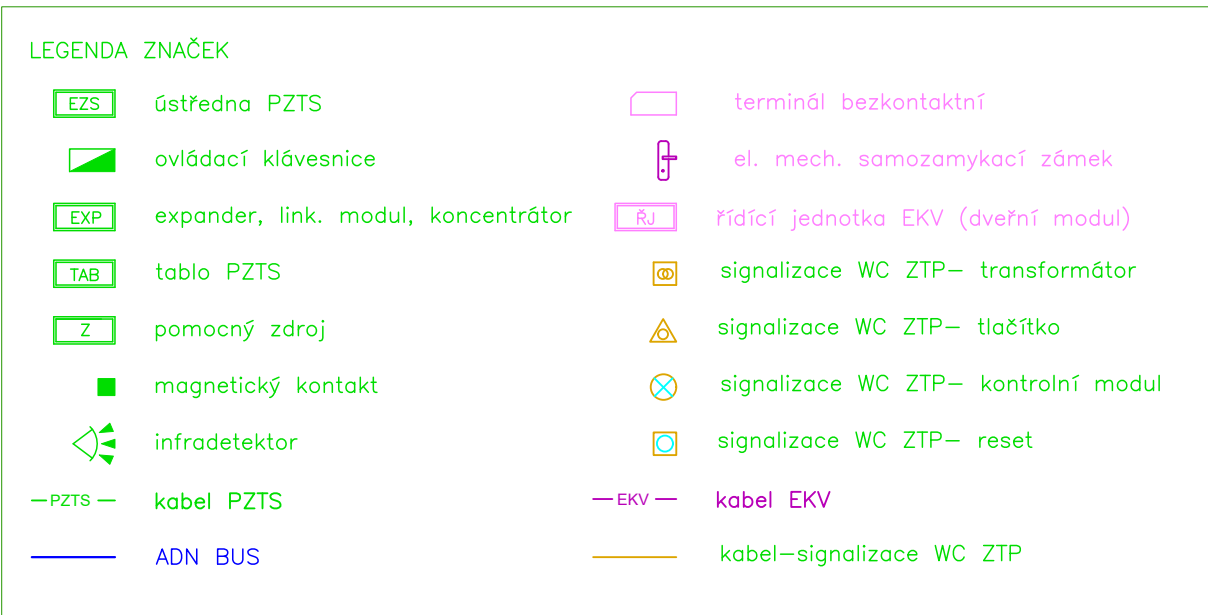 LEGENDA ZNAČEK
EZS ústředna PZTS
ovládací klávesnice
EXP expander, link. modul, koncentrátor
TAB tablo PZTS
Z pomocný zdroj
magnetický kontakt
infradetektor
—PZTS— kabel PZTS
ADN BUS
terminál bezkontaktní
el. mech. samozamykací zámek
ŘJ řídící jednotka EKV (dveřní modul)
signalizace WC ZTP— transformátor
signalizace WC ZTP— tlačítko
signalizace WC ZTP— kontrolní modul
signalizace WC ZTP— reset
—EKV— kabel EKV
kabel—signalizace WC ZTP